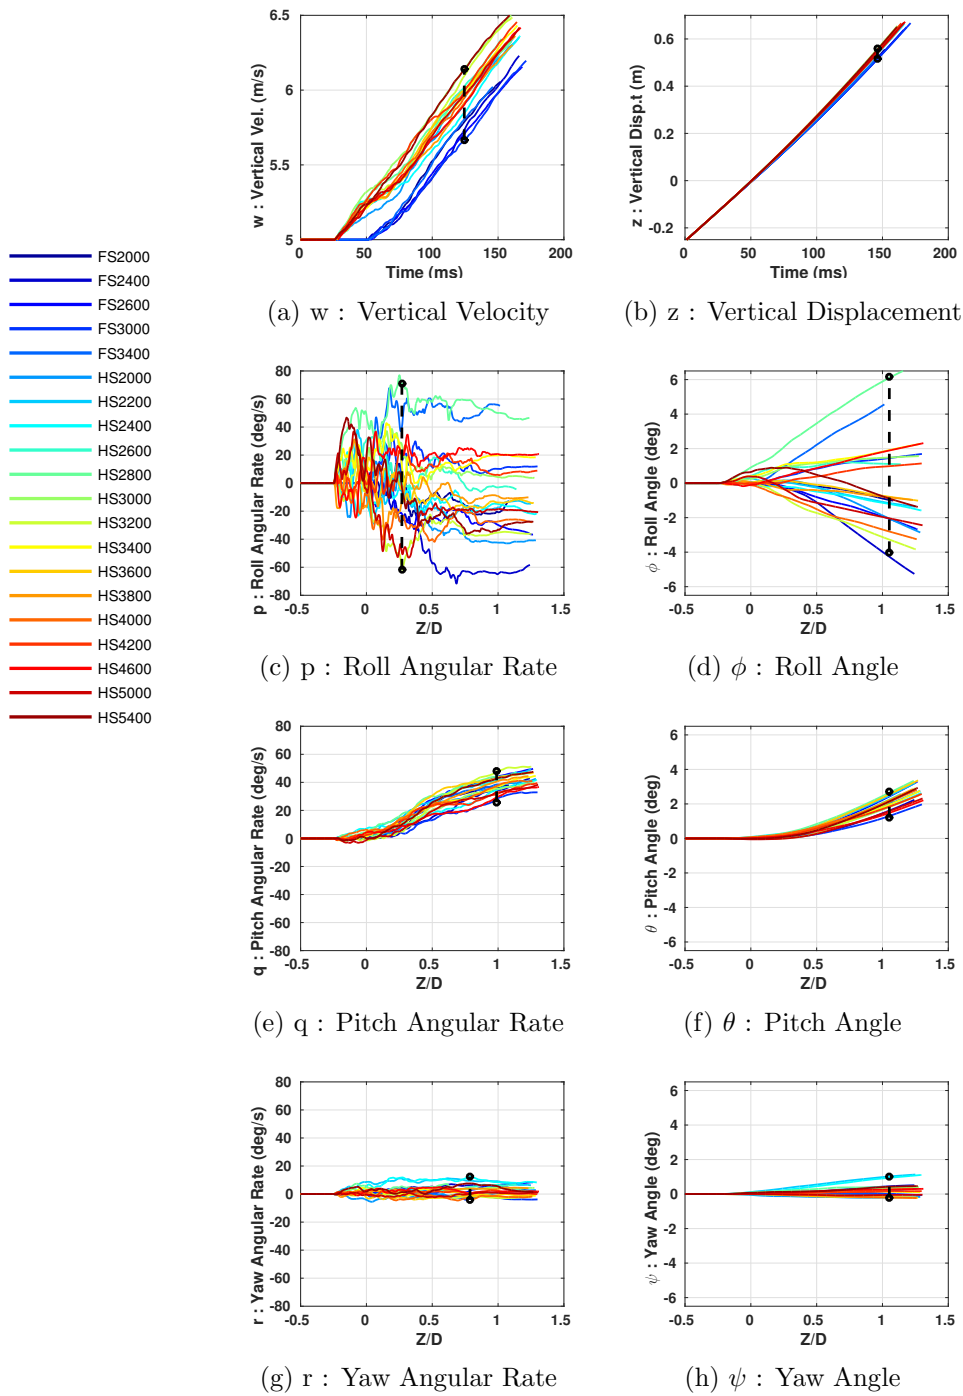 FS2000
FS2400
FS2600
FS3000
FS3400
HS2000
HS2200
HS2400
HS2600
HS2800
HS3000
HS3200
HS3400
HS3600
HS3800
HS4000
HS4200
HS4600
HS5000
HS5400
w : Vertical Vel. (m/s)
6.5
6
5.5
5
0 50 100 150 200
Time (ms)
(a) w : Vertical Velocity
z : Vertical Disp.t (m)
0.6
0.4
0.2
0
-0.2
0 50 100 150 200
Time (ms)
(b) z : Vertical Displacement
p : Roll Angular Rate (deg/s)
80
60
40
20
0
-20
-40
-60
-80
-0.5 0 0.5 1 1.5
Z/D
(c) p : Roll Angular Rate
ϕ : Roll Angle (deg)
6
4
2
0
-2
-4
-6
-0.5 0 0.5 1 1.5
Z/D
(d) ϕ : Roll Angle
q : Pitch Angular Rate (deg/s)
80
60
40
20
0
-20
-40
-60
-80
-0.5 0 0.5 1 1.5
Z/D
(e) q : Pitch Angular Rate
θ : Pitch Angle (deg)
6
4
2
0
-2
-4
-6
-0.5 0 0.5 1 1.5
Z/D
(f) θ : Pitch Angle
r : Yaw Angular Rate (deg/s)
80
60
40
20
0
-20
-40
-60
-80
-0.5 0 0.5 1 1.5
Z/D
(g) r : Yaw Angular Rate
ψ : Yaw Angle (deg)
6
4
2
0
-2
-4
-6
-0.5 0 0.5 1 1.5
Z/D
(h) ψ : Yaw Angle